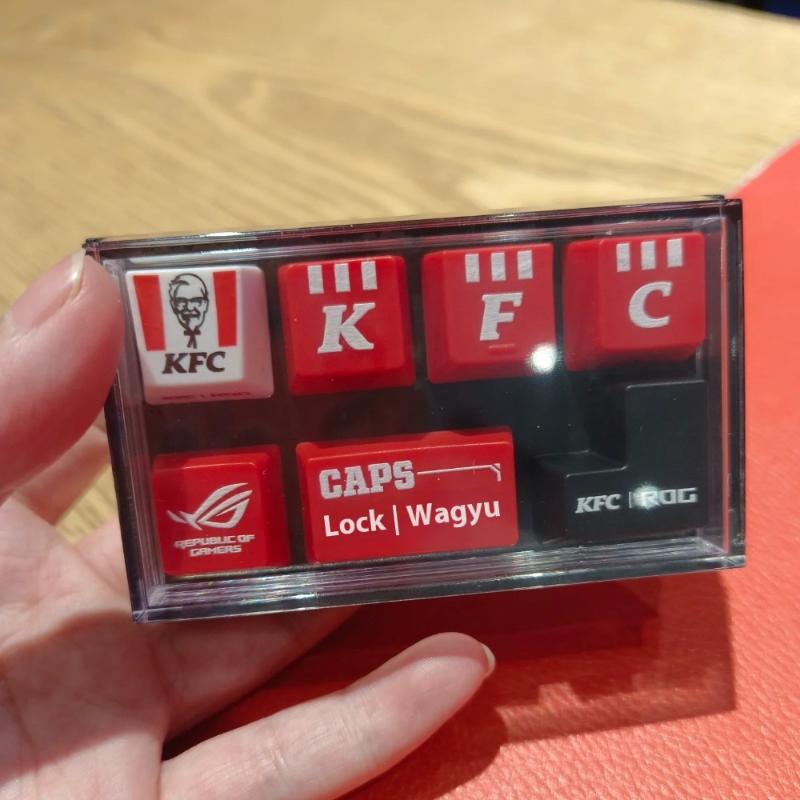 KFC
K
F
C
REPUBLIC OF
GAMERS
CAPS
Lock | Wagyu
KFC | ROG